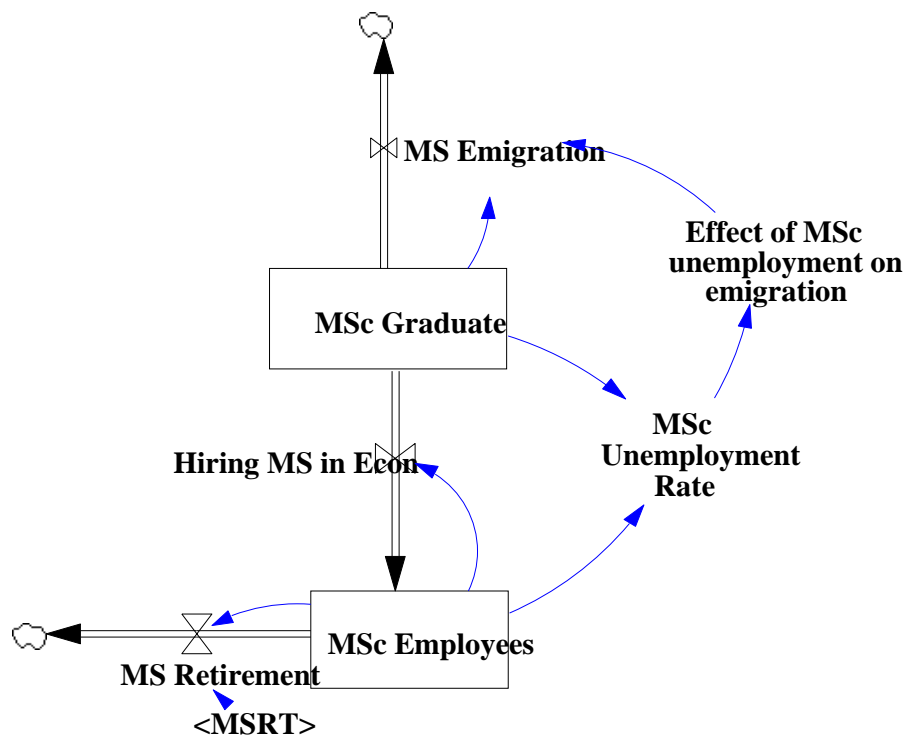 MS Emigration
Effect of MSc
unemployment on
emigration
MSc Graduate
MSc
Unemployment
Rate
Hiring MS in Econ
MSc Employees
MS Retirement
<MSRT>